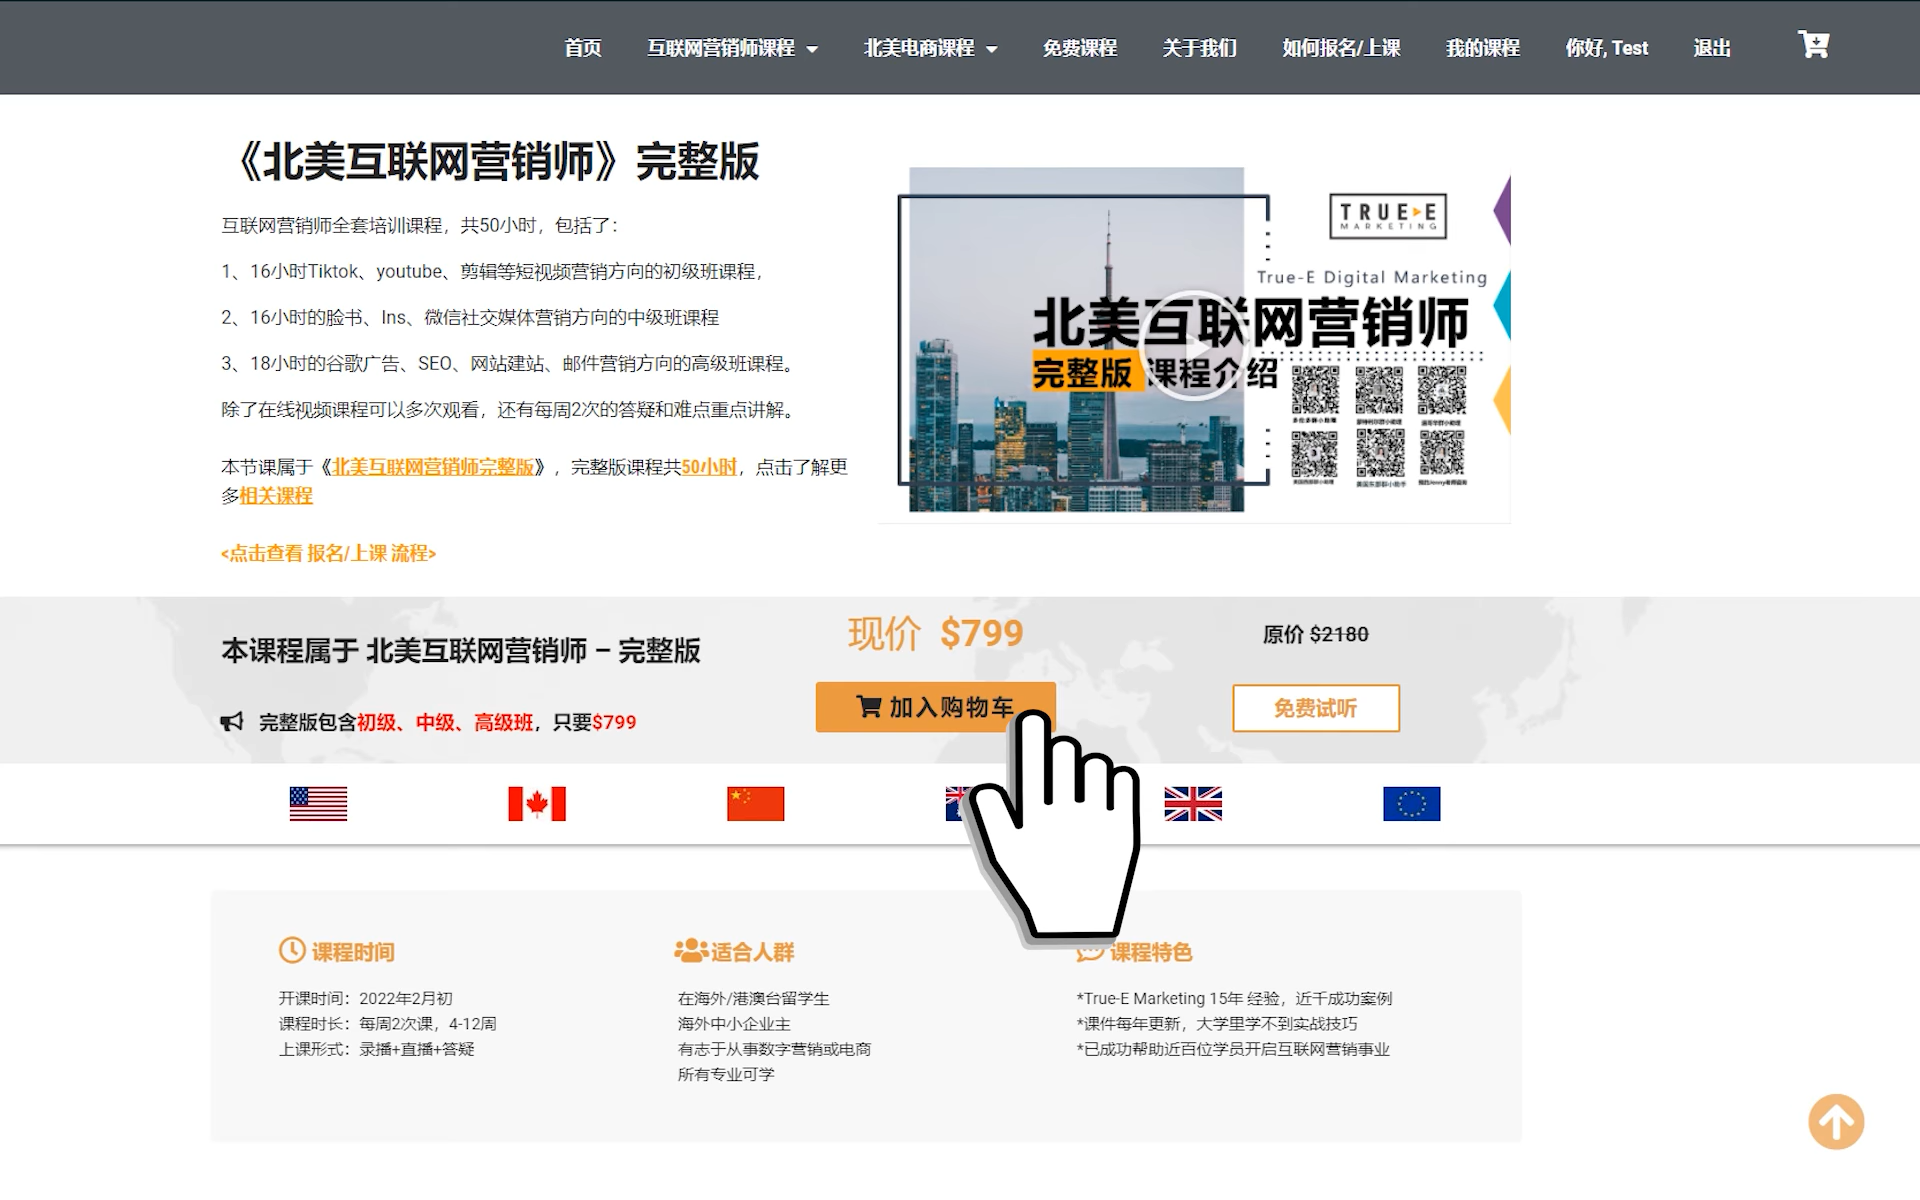 首页 互联网营销师课程 北美电商课程 免费课程 关于我们 如何报名/上课 我的课程 你好, Test 退出
《北美互联网营销师》完整版
互联网营销师全套培训课程，共50小时，包括了：
1、16小时Tiktok、youtube、剪辑等短视频营销方向的初级班课程，
2、16小时的脸书、Ins、微信社交媒体营销方向的中级班课程
3、18小时的谷歌广告、SEO、网站建站、邮件营销方向的高级班课程。
除了在线视频课程可以多次观看，还有每周2次的答疑和难点重点讲解。
本节课属于《北美互联网营销师完整版》，完整版课程共50小时，点击了解更
多相关课程
<点击查看 报名/上课 流程>
TRUE E
MARKETING
True-E Digital Marketing
北美互联网营销师
完整版 课程介绍
本课程属于 北美互联网营销师 – 完整版
完整版包含初级、中级、高级班，只要$799
现价 $799
加入购物车
原价 $2180
免费试听
课程时间
开课时间：2022年2月初
课程时长：每周2次课，4-12周
上课形式：录播+直播+答疑
适合人群
在海外/港澳台留学生
海外中小企业主
有志于从事数字营销或电商
所有专业可学
课程特色
*True-E Marketing 15年 经验，近千成功案例
*课件每年更新，大学里学不到实战技巧
*已成功帮助近百位学员开启互联网营销事业